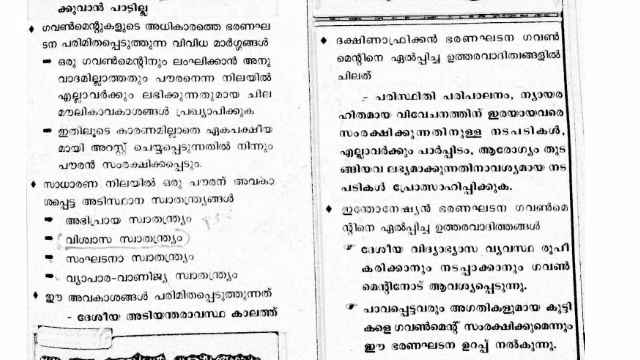 ക്കുവാൻ പാടില്ല
♦ ഗവൺമെന്റുകളുടെ അധികാരത്തെ ഭരണഘ
ടന പരിമിതപ്പെടുത്തുന്ന വിവിധ മാർഗ്ഗങ്ങൾ
➡ ഒരു ഗവൺമെന്റിനും ലംഘിക്കാൻ അനു
വാദമില്ലാത്തതും പൗരനെന്ന നിലയിൽ
എല്ലാവർക്കും ലഭിക്കുന്നതുമായ ചില
മൗലികാവകാശങ്ങൾ പ്രഖ്യാപിക്കുക
➡ ഇതിലൂടെ കാരണമില്ലാതെ ഏകപക്ഷീയ
മായി അറസ്റ്റ് ചെയ്യപ്പെടുന്നതിൽ നിന്നും
പൗരൻ സംരക്ഷിക്കപ്പെടും.
♦ സാധാരണ നിലയിൽ ഒരു പൗരന് അവകാ
ശപ്പെട്ട അടിസ്ഥാന സ്വാതന്ത്ര്യങ്ങൾ
➡ അഭിപ്രായ സ്വാതന്ത്ര്യം
➡ വിശ്വാസ സ്വാതന്ത്ര്യം
➡ സംഘടനാ സ്വാതന്ത്ര്യം
➡ വ്യാപാര-വാണിജ്യ സ്വാതന്ത്ര്യം
♦ ഈ അവകാശങ്ങൾ പരിമിതപ്പെടുത്തുന്നത്
- ദേശീയ അടിയന്തരാവസ്ഥ കാലത്ത്
♦ ദക്ഷിണാഫ്രിക്കൻ ഭരണഘടന ഗവൺ
മെന്റിനെ ഏൽപ്പിച്ച ഉത്തരവാദിത്വങ്ങളിൽ
ചിലത്
- പരിസ്ഥിതി പരിപാലനം, ന്യായര
ഹിതമായ വിവേചനത്തിന് ഇരയായവരെ
സംരക്ഷിക്കുന്നതിനുള്ള നടപടികൾ,
എല്ലാവർക്കും പാർപ്പിടം, ആരോഗ്യം തുട
ങ്ങിയവ ലഭ്യമാക്കുന്നതിനാവശ്യമായ നട
പടികൾ പ്രോത്സാഹിപ്പിക്കുക.
♦ ഇന്തോനേഷ്യൻ ഭരണഘടന ഗവൺമെ
ന്റിനെ ഏൽപ്പിച്ച ഉത്തരവാദിത്തങ്ങൾ
☞ ദേശീയ വിദ്യാഭ്യാസ വ്യവസ്ഥ രൂപീ
കരിക്കാനും നടപ്പാക്കാനും ഗവൺ
മെന്റിനോട് ആവശ്യപ്പെടുന്നു.
☞ പാവപ്പെട്ടവരും അഗതികളുമായ കുട്ടി
കളെ ഗവൺമെന്റ് സംരക്ഷിക്കുമെന്നും
ഈ ഭരണഘടന ഉറപ്പ് നൽകുന്നു.